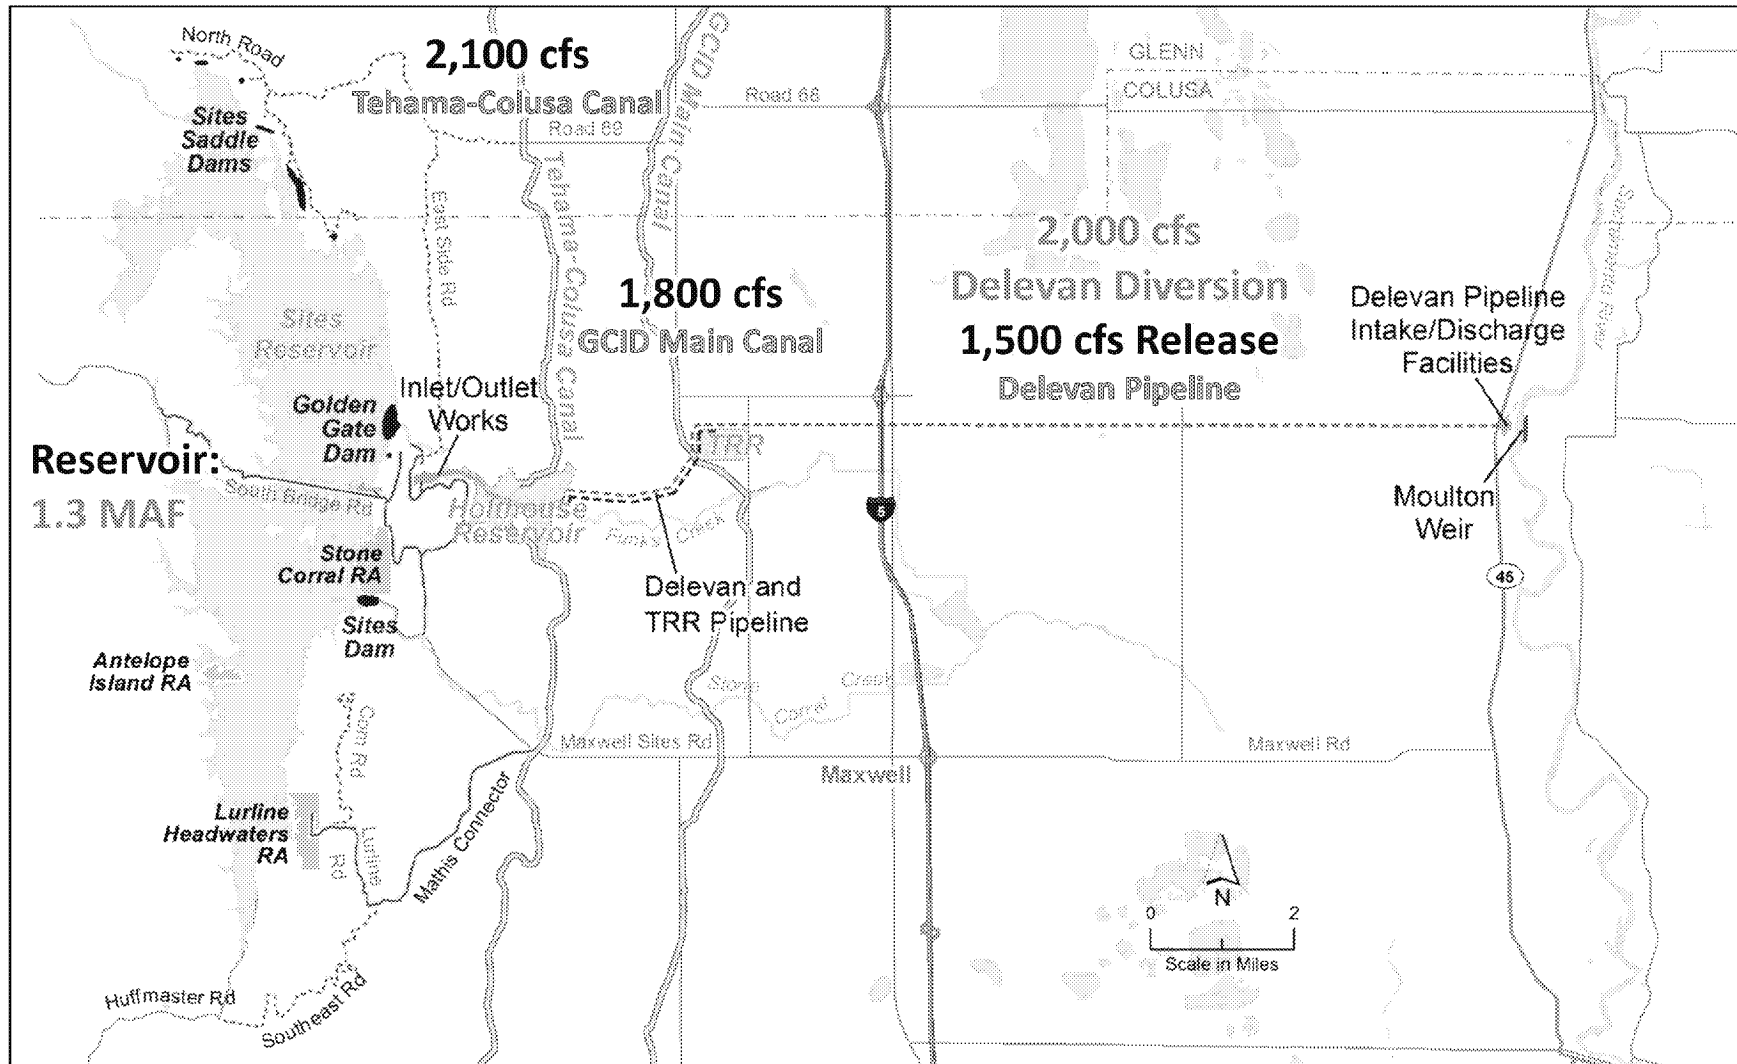 North Road
2,100 cfs
Tehama-Colusa Canal
GCID Main Canal
Road 68
Road 69
GLENN
COLUSA
Sites
Saddle
Dams
East Side Rd
Tehama-Colusa Canal
Sacramento River
2,000 cfs
Delevan Diversion
1,500 cfs Release
Delevan Pipeline
1,800 cfs
GCID Main Canal
Delevan Pipeline
Intake/Discharge
Facilities
Sites
Reservoir
Inlet/Outlet
Works
Golden
Gate
Dam
TRR
Reservoir:
1.3 MAF
South Bridge Rd
Holthouse
Reservoir
Funks Creek
5
Moulton
Weir
Stone
Corral RA
Delevan and
TRR Pipeline
45
Sites
Dam
Antelope
Island RA
Stone Corral Creek
Com Rd
Maxwell Sites Rd
Maxwell Rd
Maxwell
Lurline
Headwaters
RA
Lurline
Rd
Mathis Connector
N
0 2
Scale in Miles
Huffmaster Rd
Southeast Rd